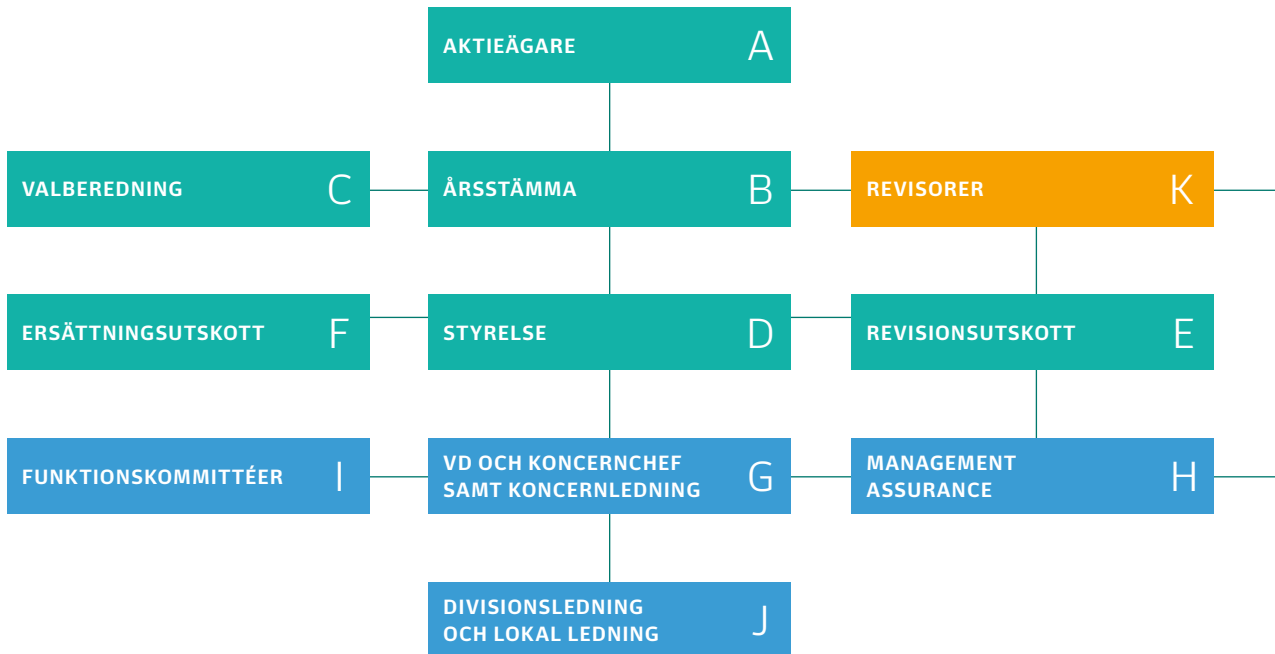 AKTIEÄGARE A
VALBEREDNING C
ÅRSSTÄMMA B
REVISORER K
ERSÄTTNINGSUTSKOTT F
STYRELSE D
REVISIONSUTSKOTT E
FUNKTIONSKOMMITTÉER I
VD OCH KONCERNCHEF
SAMT KONCERNLEDNING G
MANAGEMENT
ASSURANCE H
DIVISIONSLEDNING
OCH LOKAL LEDNING J